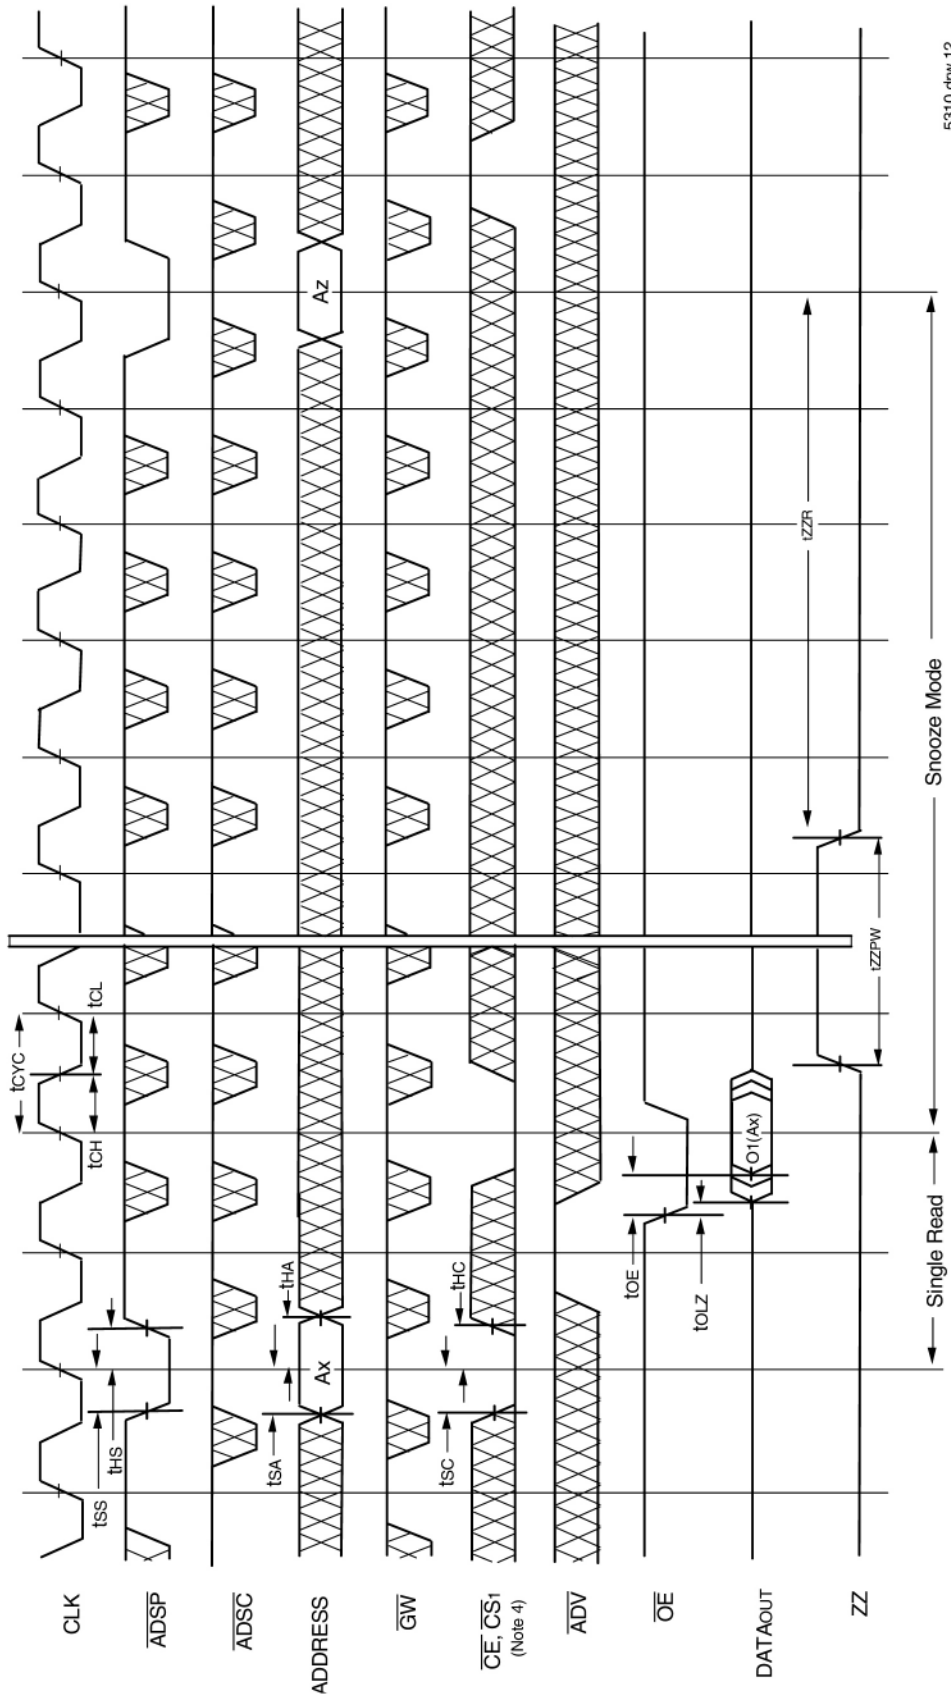 CLK
tSS
tHS
tCH
tCYC
tCL
ADSP
ADSC
ADDRESS
tSA
Ax
tHA
Az
GW
CE, CS1
(Note 4)
tSC
tHC
ADV
OE
tOE
tOLZ
DATAOUT
O1(Ax)
tZZR
ZZ
tZZPW
Single Read
Snooze Mode
5310 drw 12